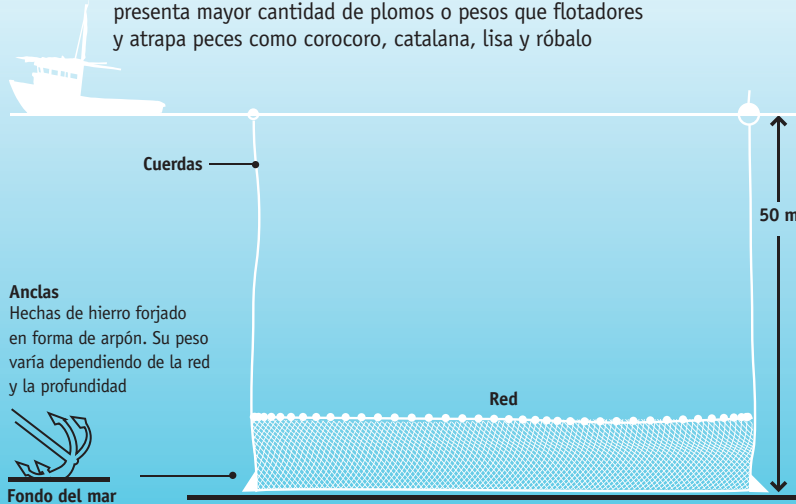 presenta mayor cantidad de plomos o pesos que flotadores
y atrapa peces como corocoro, catalana, lisa y róbalo
Cuerdas
50 m
Anclas
Hechas de hierro forjado
en forma de arpón. Su peso
varía dependiendo de la red
y la profundidad
Red
Fondo del mar